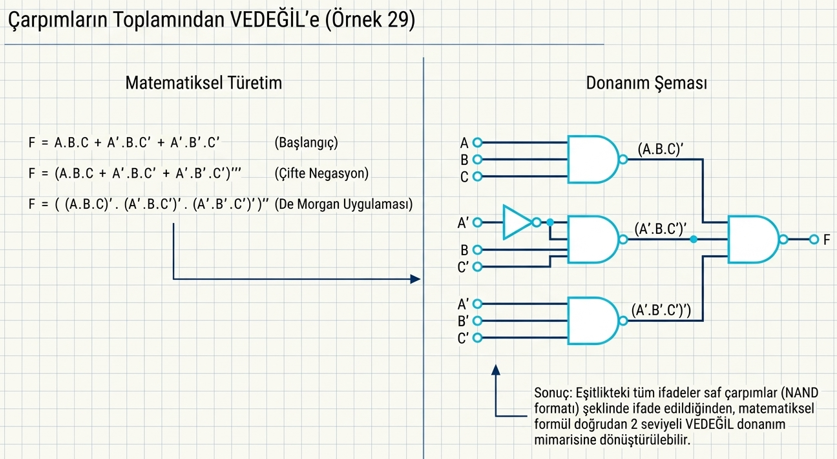 Çarpımların Toplamından VEDEĞİL'e (Örnek 29)
Matematiksel Türetim
F = A.B.C + A'.B.C' + A'.B'.C' (Başlangıç)
F = (A.B.C + A'.B.C' + A'.B'.C')''' (Çifte Negasyon)
F = ( (A.B.C)'. (A'.B.C')'. (A'.B'.C')')'' (De Morgan Uygulaması)
Donanım Şeması
A
B
C
(A.B.C)'
A'
B
C'
(A'.B.C')'
F
A'
B'
C'
(A'.B'.C')')
Sonuç: Eşitlikteki tüm ifadeler saf çarpımlar (NAND
formatı) şeklinde ifade edildiğinden, matematiksel
formül doğrudan 2 seviyeli VEDEĞİL donanım
mimarisine dönüştürülebilir.